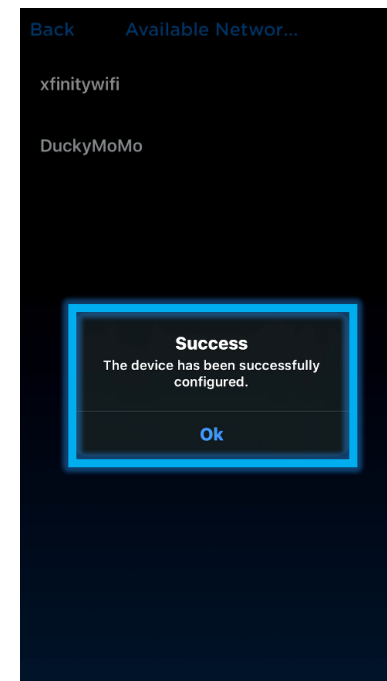 Back Available Networ...
xfinitywifi
DuckyMoMo
Success
The device has been successfully
configured.
Ok